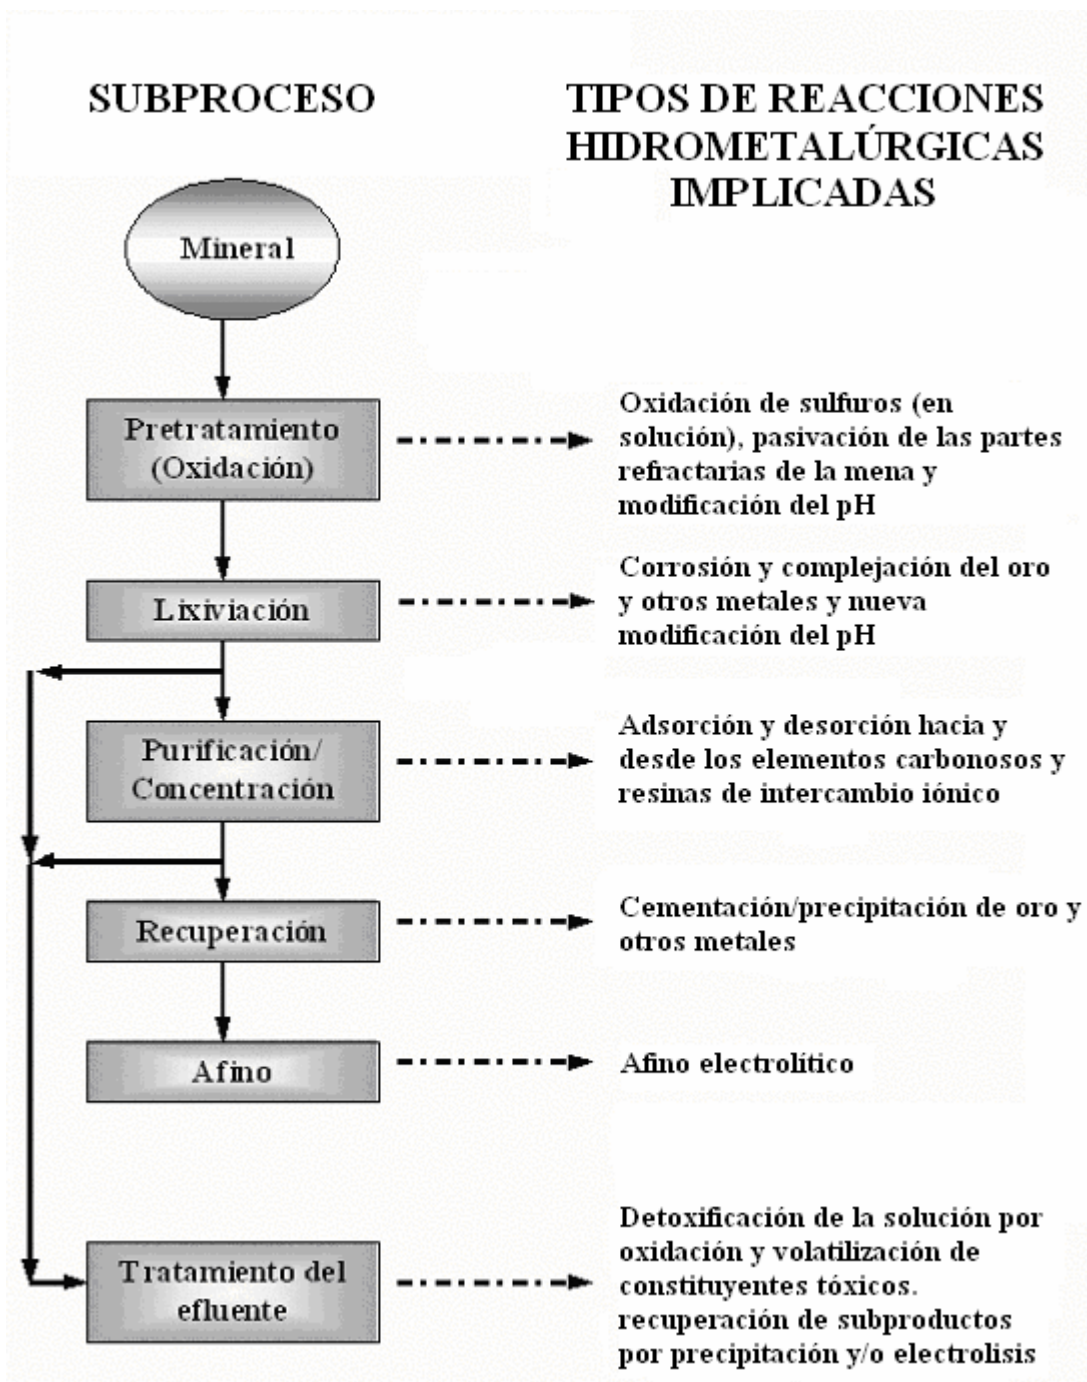 SUBPROCESO
TIPOS DE REACCIONES
HIDROMETALÚRGICAS
IMPLICADAS
Mineral
Pretratamiento
(Oxidación)
Oxidación de sulfuros (en
solución), pasivación de las partes
refractarias de la mena y
modificación del pH
Lixiviación
Corrosión y complejación del oro
y otros metales y nueva
modificación del pH
Purificación/
Concentración
Adsorción y desorción hacia y
desde los elementos carbonosos y
resinas de intercambio iónico
Recuperación
Cementación/precipitación de oro y
otros metales
Afino
Afino electrolítico
Tratamiento del
efluente
Detoxificación de la solución por
oxidación y volatilización de
constituyentes tóxicos.
recuperación de subproductos
por precipitación y/o electrolisis